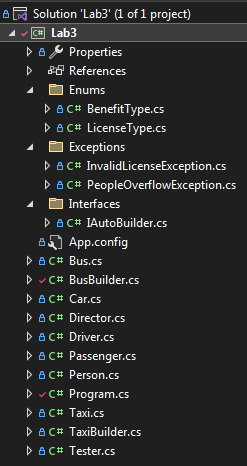 Solution 'Lab3' (1 of 1 project)
C# Lab3
Properties
References
Enums
C# BenefitType.cs
C# LicenseType.cs
Exceptions
C# InvalidLicenseException.cs
C# PeopleOverflowException.cs
Interfaces
C# IAutoBuilder.cs
App.config
C# Bus.cs
C# BusBuilder.cs
C# Car.cs
C# Director.cs
C# Driver.cs
C# Passenger.cs
C# Person.cs
C# Program.cs
C# Taxi.cs
C# TaxiBuilder.cs
C# Tester.cs